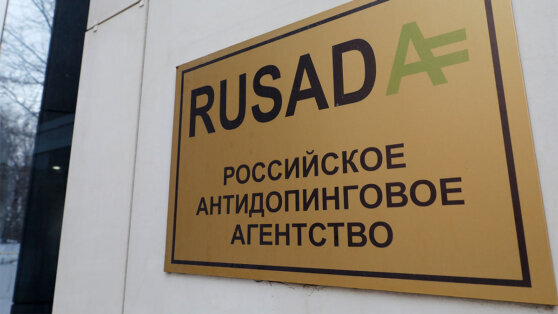 RUSADA
РОССИЙСКОЕ
АНТИДОПИНГОВОЕ
АГЕНТСТВО